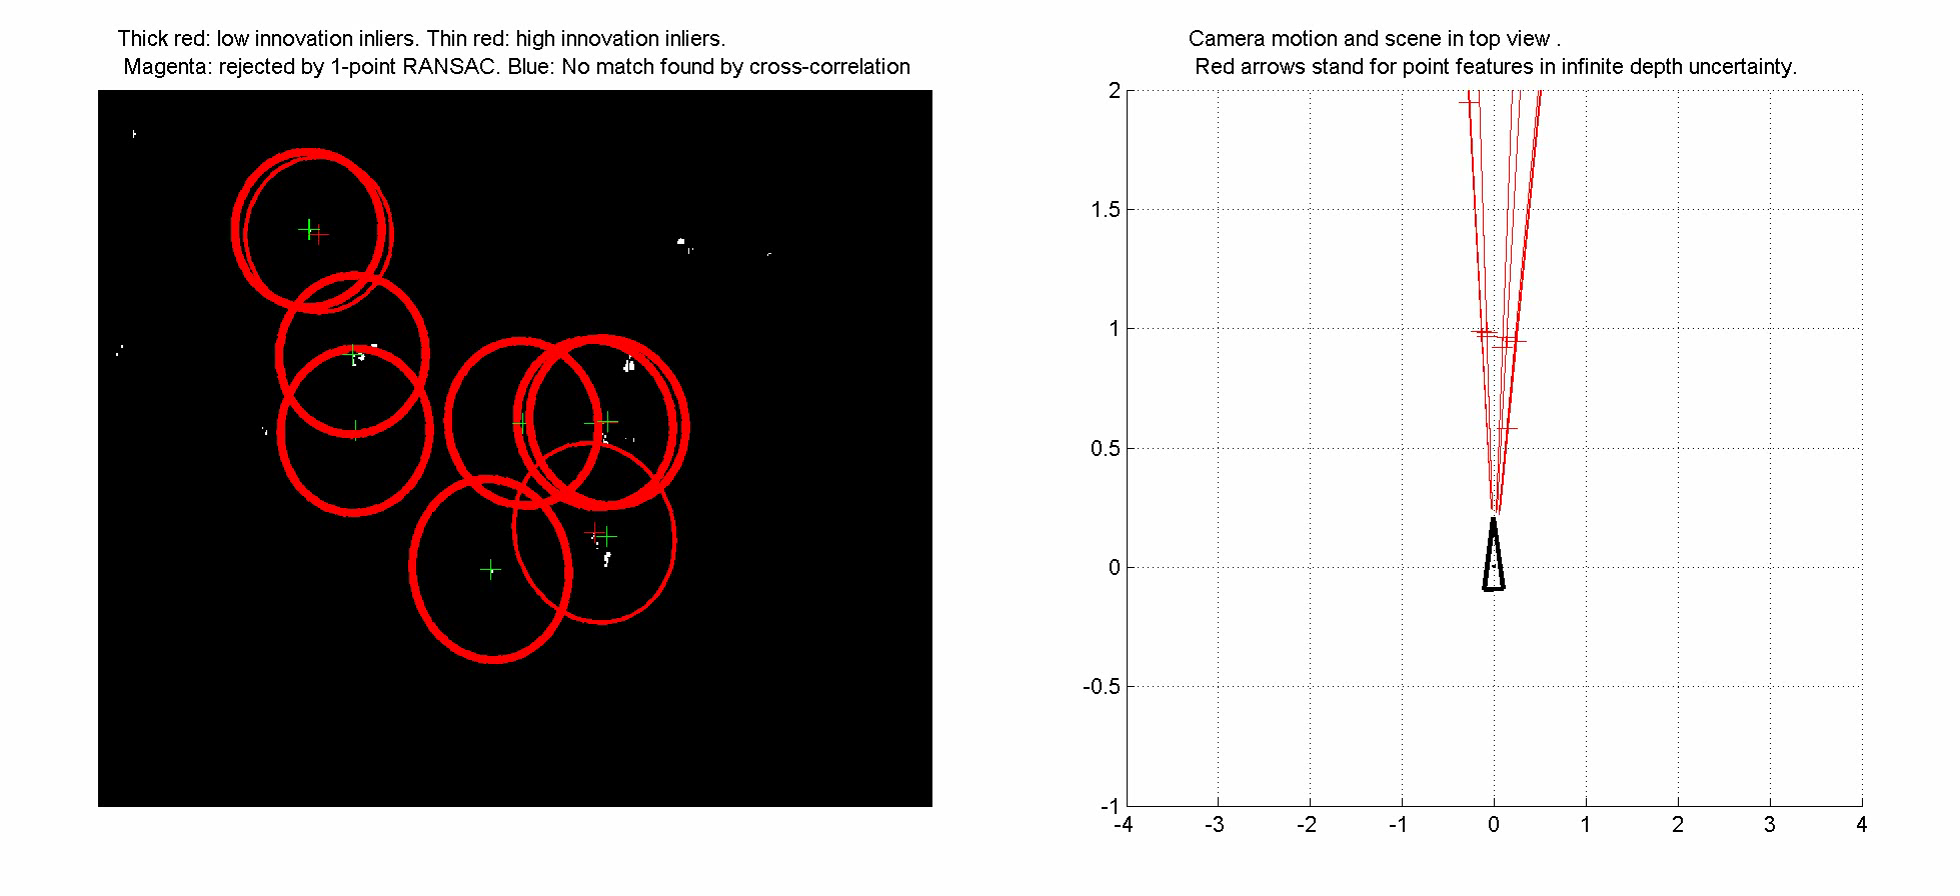 Thick red: low innovation inliers. Thin red: high innovation inliers.
Magenta: rejected by 1-point RANSAC. Blue: No match found by cross-correlation
Camera motion and scene in top view .
Red arrows stand for point features in infinite depth uncertainty.
2
1.5
1
0.5
0
-0.5
-1
-4 -3 -2 -1 0 1 2 3 4